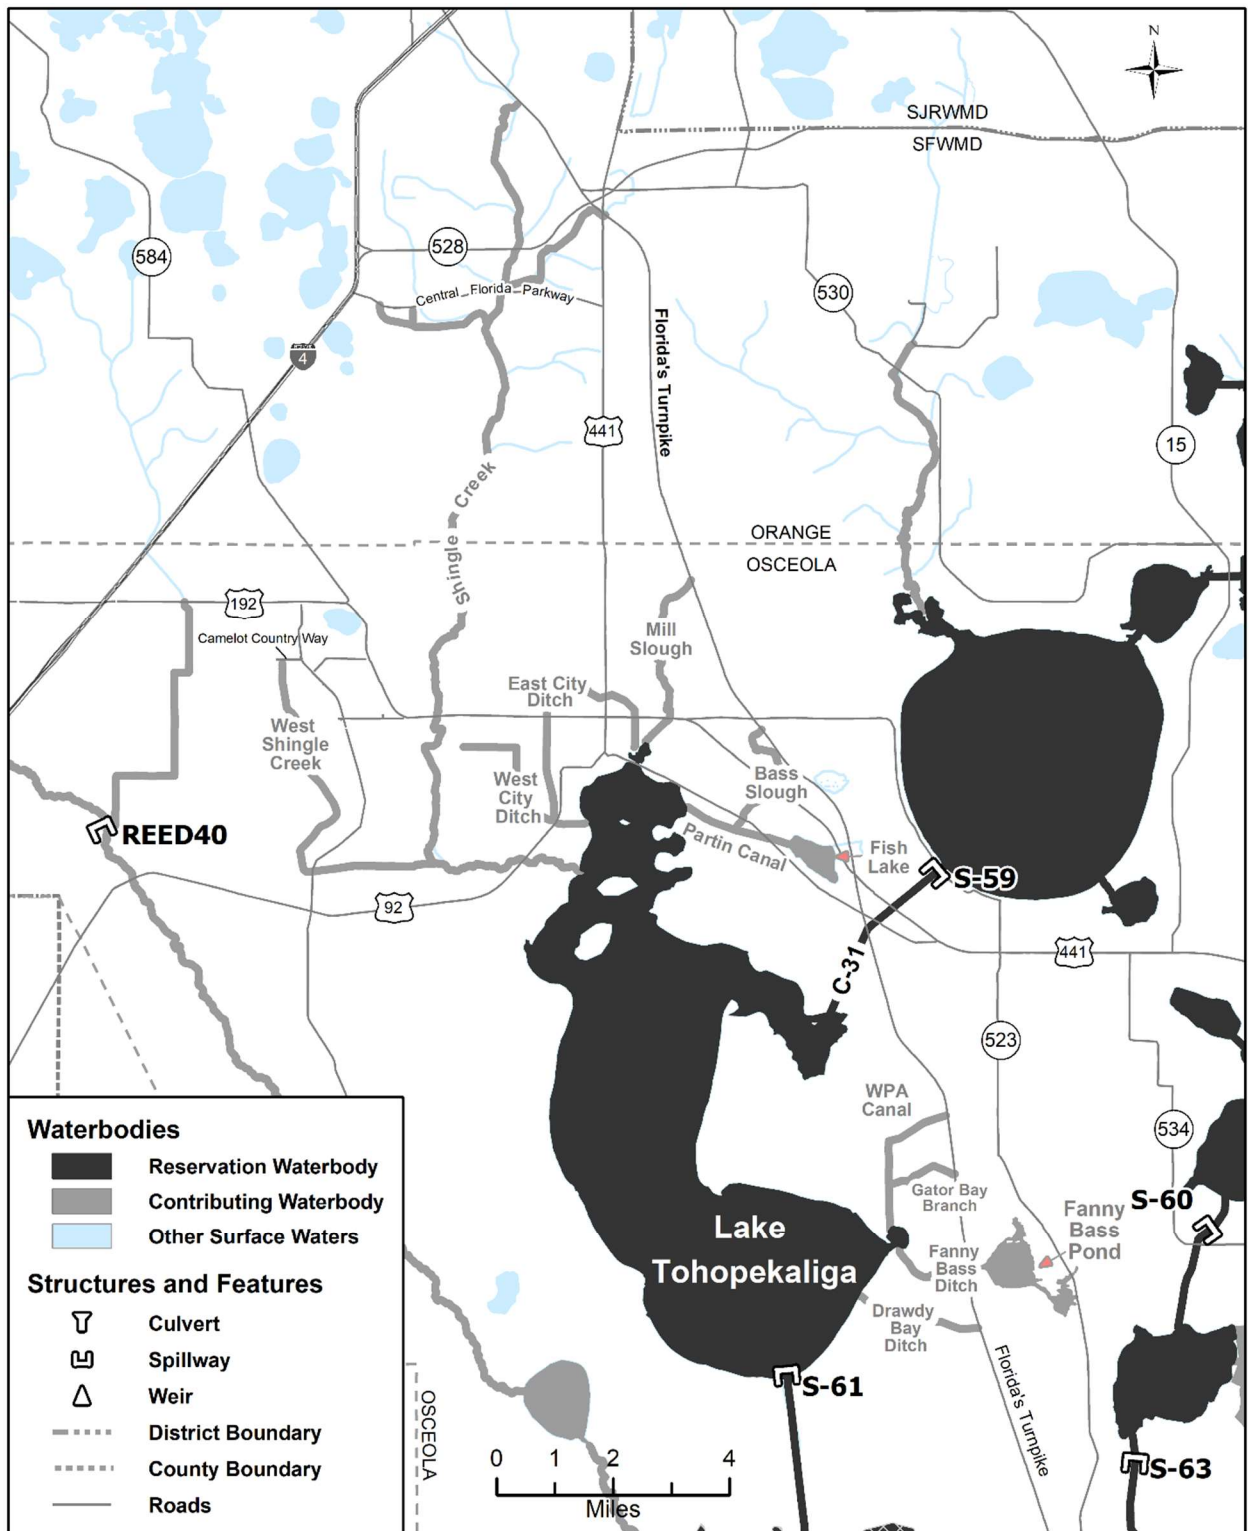 N
SJRWMD
SFWMD
584
528
Central Florida Parkway
530
4
Florida's Turnpike
441
15
Shingle Creek
ORANGE
OSCEOLA
192
Camelot Country Way
Mill
Slough
East City
Ditch
West
Shingle
Creek
West
City
Ditch
Bass
Slough
REED40
Partin Canal
Fish
Lake
S-59
92
441
C-31
523
WPA
Canal
534
Gator Bay
Branch
S-60
Fanny
Bass
Pond
Lake
Tohopekaliga
Fanny
Bass
Ditch
Drawdy
Bay
Ditch
S-61
Florida's Turnpike
S-63
OSCEOLA
0 1 2 4
Miles
Waterbodies
Reservation Waterbody
Contributing Waterbody
Other Surface Waters
Structures and Features
Culvert
Spillway
Weir
District Boundary
County Boundary
Roads